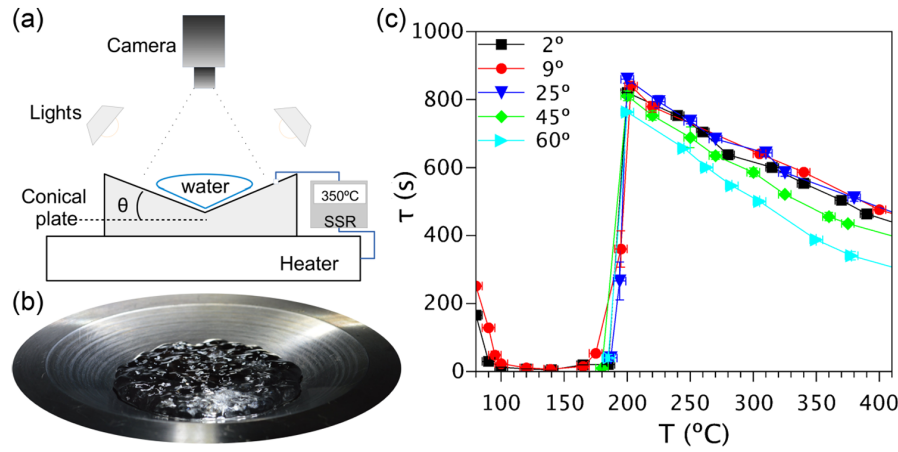 (a)
Camera
Lights
water
Conical
plate
θ
350ºC
SSR
Heater
(b)
(c)
1000
800
600
400
200
0
τ (s)
2º
9º
25º
45º
60º
100 150 200 250 300 350 400
T (ºC)